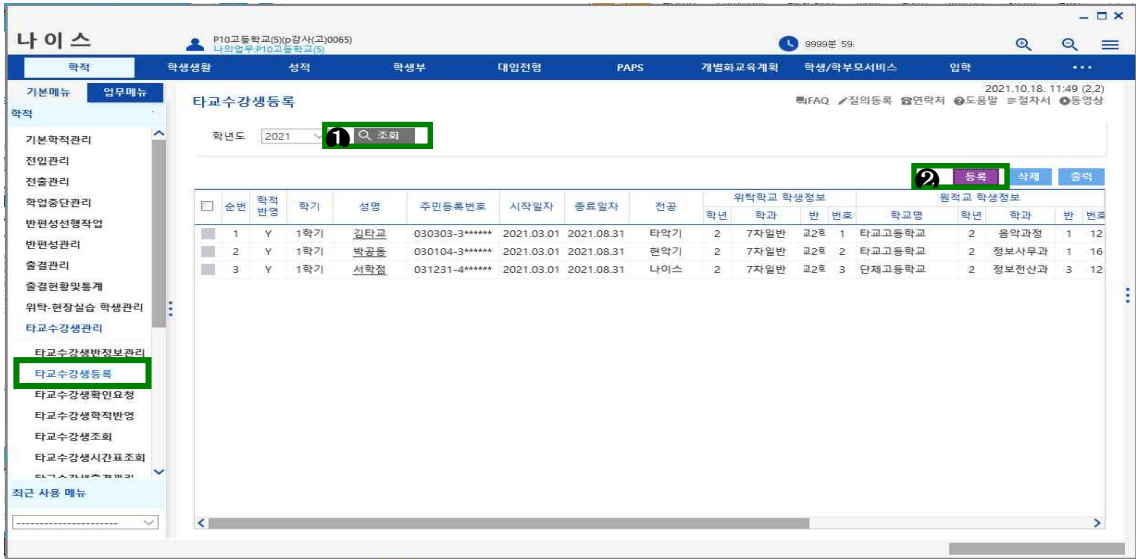 나이스
P10고등학교(S)(p강사(고)0065)
나의업무:P10고등학교(S)
9999분 59
학적 학생생활 성적 학생부 대입전형 PAPS 개별화교육계획 학생/학부모서비스 입학 •••
기본메뉴 업무메뉴
2021.10.18. 11:49 (2,2)
타교수강생등록
FAQ 질의등록 연락처 도움말 절차서 동영상
학적
기본학적관리
전입관리
전출관리
학업중단관리
반편성선행작업
반편성관리
출결관리
출결현황및통계
위탁·현장실습 학생관리
타교수강생관리
타교수강생반정보관리
타교수강생등록
타교수강생확인요청
타교수강생학적반영
타교수강생조회
타교수강생시간표조회
최근 사용 메뉴
----------------------
학년도 2021 ❶ 조회
❷ 등록 삭제 출력
순번 학적반영 학기 성명 주민등록번호 시작일자 종료일자 전공 위탁학교 학생정보 원적교 학생정보
학년 학과 반 번호 학교명 학년 학과 반 번호
1 Y 1학기 김타교 030303-3****** 2021.03.01 2021.08.31 타악기 2 7자일반 교2호 1 타교고등학교 2 음악과정 1 12
2 Y 1학기 박공동 030104-3****** 2021.03.01 2021.08.31 현악기 2 7자일반 교2호 2 타교고등학교 2 정보사무과 1 16
3 Y 1학기 서학점 031231-4****** 2021.03.01 2021.08.31 나이스 2 7자일반 교2호 3 단체고등학교 2 정보전산과 3 12